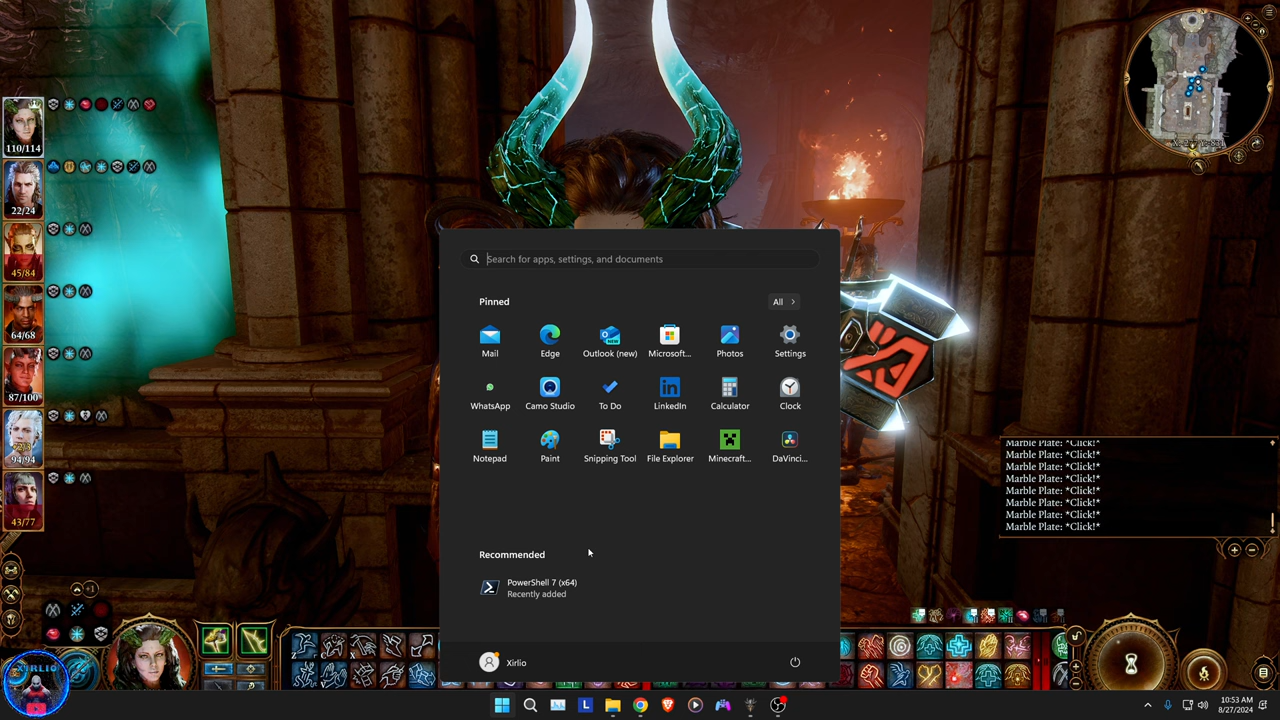 110/114
22/24
45/84
64/68
87/100
94/94
43/77
+1
XIRLIO
Search for apps, settings, and documents
Pinned
All
Mail
Edge
Outlook (new)
Microsoft...
Photos
Settings
WhatsApp
Camo Studio
To Do
LinkedIn
Calculator
Clock
Notepad
Paint
Snipping Tool
File Explorer
Minecraft...
DaVinci...
Recommended
PowerShell 7 (x64)
Recently added
Xirlio
Marble Plate: *Click!*
Marble Plate: *Click!*
Marble Plate: *Click!*
Marble Plate: *Click!*
Marble Plate: *Click!*
Marble Plate: *Click!*
Marble Plate: *Click!*
Marble Plate: *Click!*
10:53 AM
8/27/2024